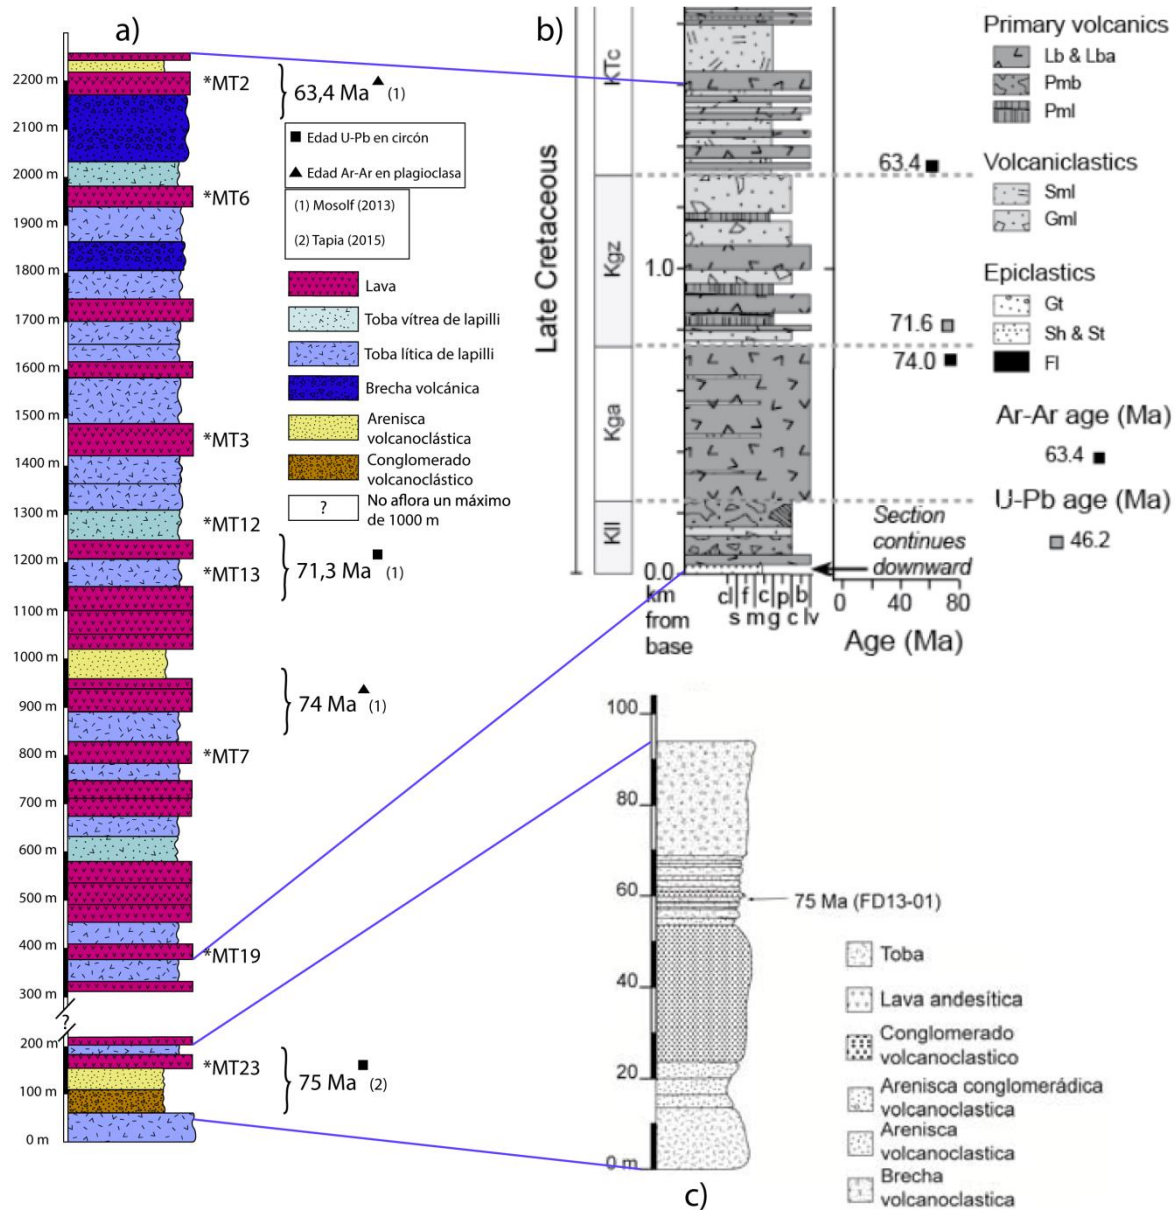 a)
2200 m
2100 m
2000 m
1900 m
1800 m
1700 m
1600 m
1500 m
1400 m
1300 m
1200 m
1100 m
1000 m
900 m
800 m
700 m
600 m
500 m
400 m
300 m
?
200 m
100 m
0 m
*MT2
*MT6
*MT3
*MT12
*MT13
*MT7
*MT19
*MT23
63,4 Ma ▲ (1)
71,3 Ma ■ (1)
74 Ma ▲ (1)
75 Ma ■ (2)
■ Edad U-Pb en circón
▲ Edad Ar-Ar en plagioclasa
(1) Mosolf (2013)
(2) Tapia (2015)
Lava
Toba vítrea de lapilli
Toba lítica de lapilli
Brecha volcánica
Arenisca
volcanoclástica
Conglomerado
volcanoclástico
? No aflora un máximo
de 1000 m
b)
Late Cretaceous
KTc
Kgz
Kga
Kll
1.0
0.0
km
from
base
cl f c p b
s m g c lv
63.4
71.6
74.0
Section
continues
downward
0 40 80
Age (Ma)
Primary volcanics
Lb & Lba
Pmb
Pml
Volcaniclastics
Sml
Gml
Epiclastics
Gt
Sh & St
Fl
Ar-Ar age (Ma)
63.4
U-Pb age (Ma)
46.2
100
80
60
40
20
0 m
75 Ma (FD13-01)
Toba
Lava andesítica
Conglomerado
volcanoclastico
Arenisca conglomerádica
volcanoclastica
Arenisca
volcanoclastica
Brecha
volcanoclastica
c)